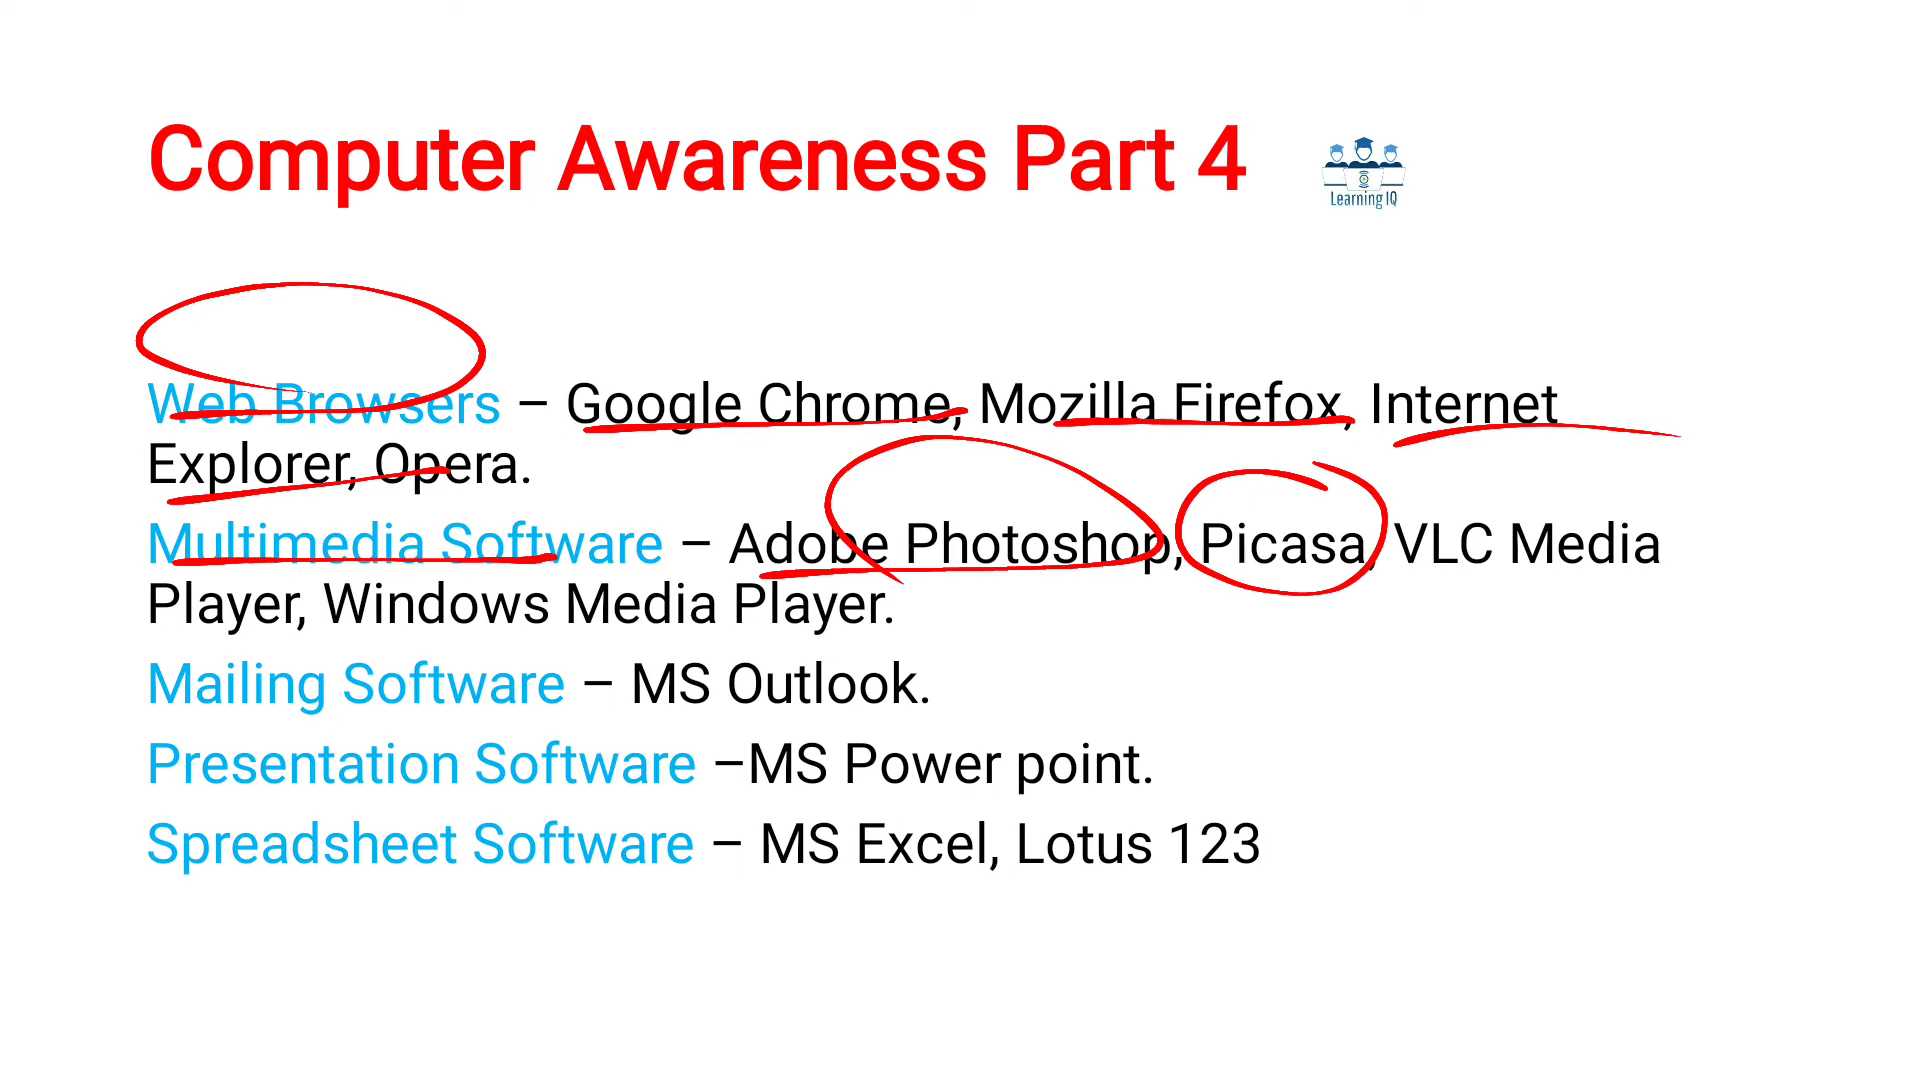 Computer Awareness Part 4
Learning IQ
Web Browsers – Google Chrome, Mozilla Firefox, Internet
Explorer, Opera.
Multimedia Software – Adobe Photoshop, Picasa, VLC Media
Player, Windows Media Player.
Mailing Software – MS Outlook.
Presentation Software –MS Power point.
Spreadsheet Software – MS Excel, Lotus 123